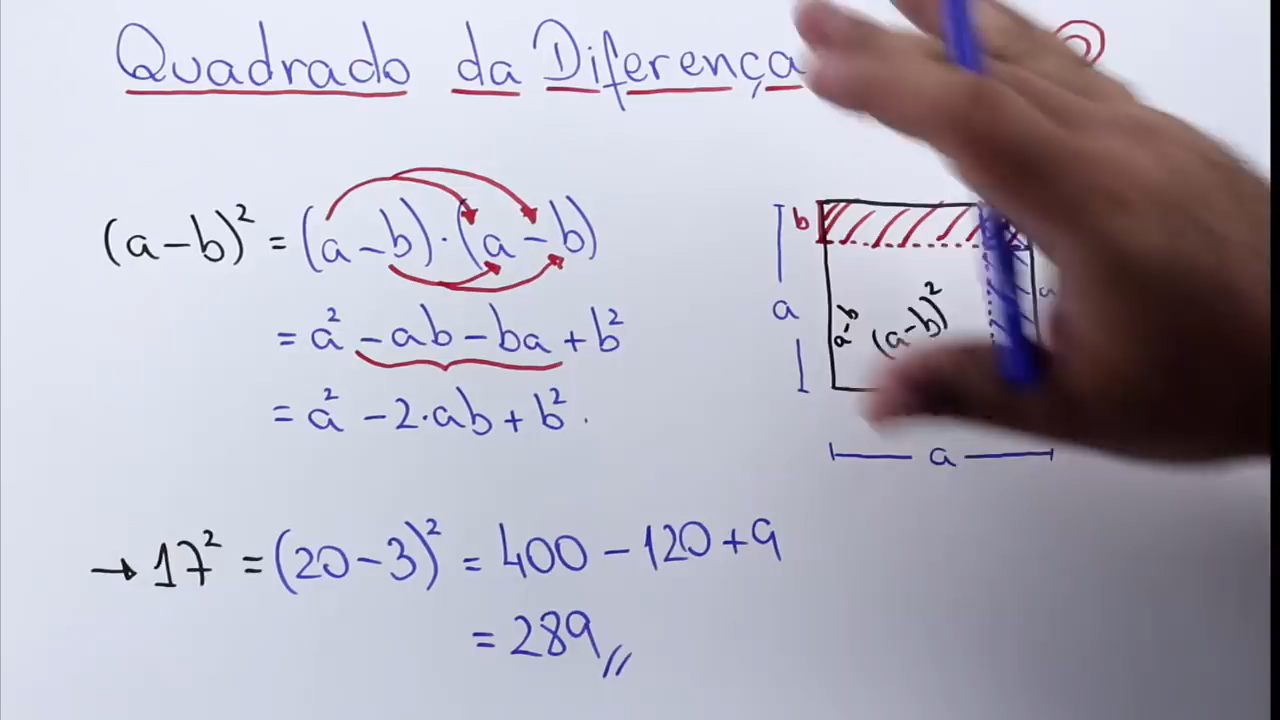 Quadrado da Diferença
(a-b)² = (a-b)·(a-b)
= a² -ab -ba + b²
= a² -2·ab + b².
b
a
a-b
(a-b)²
a
→ 17² = (20-3)² = 400 - 120 + 9
= 289//